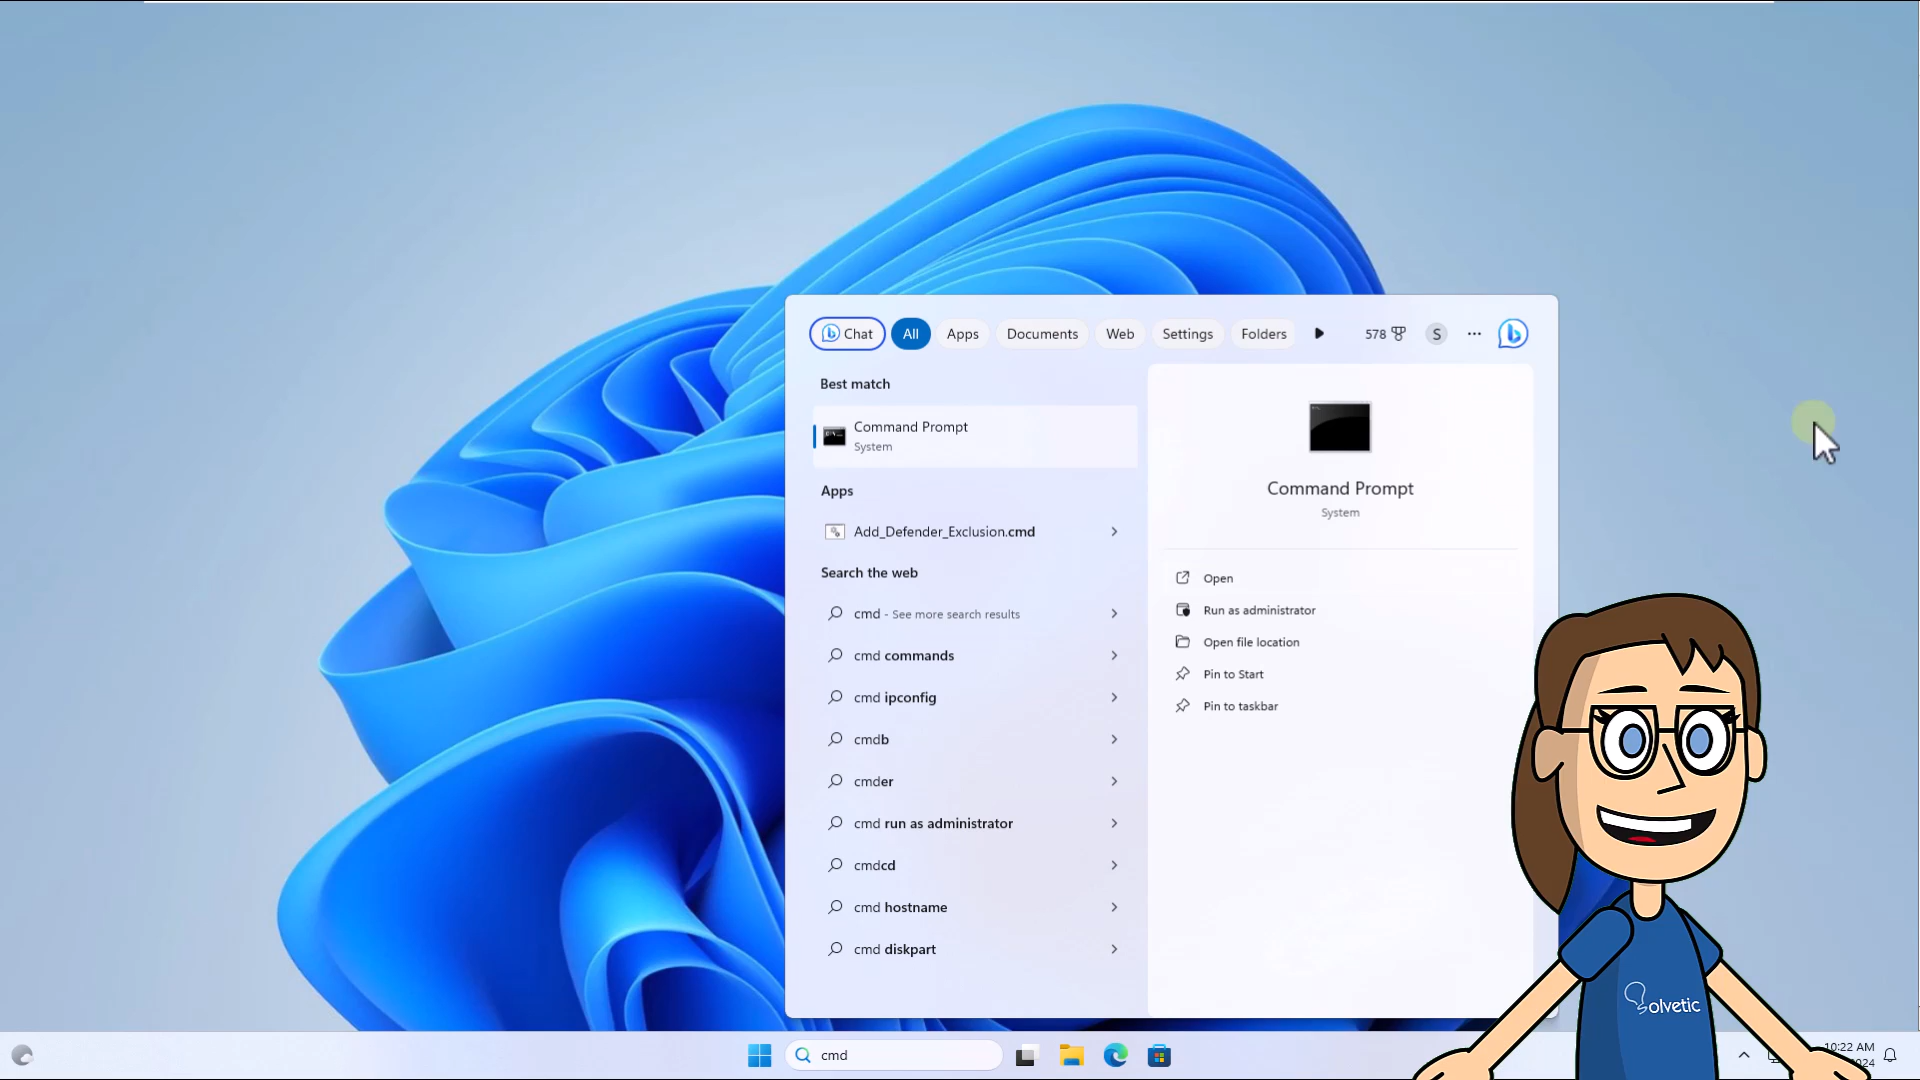 Chat
All
Apps
Documents
Web
Settings
Folders
578
S
Best match
Command Prompt
System
Apps
Add_Defender_Exclusion.cmd
Search the web
cmd - See more search results
cmd commands
cmd ipconfig
cmdb
cmder
cmd run as administrator
cmdcd
cmd hostname
cmd diskpart
Command Prompt
System
Open
Run as administrator
Open file location
Pin to Start
Pin to taskbar
Solvetic
cmd
10:22 AM